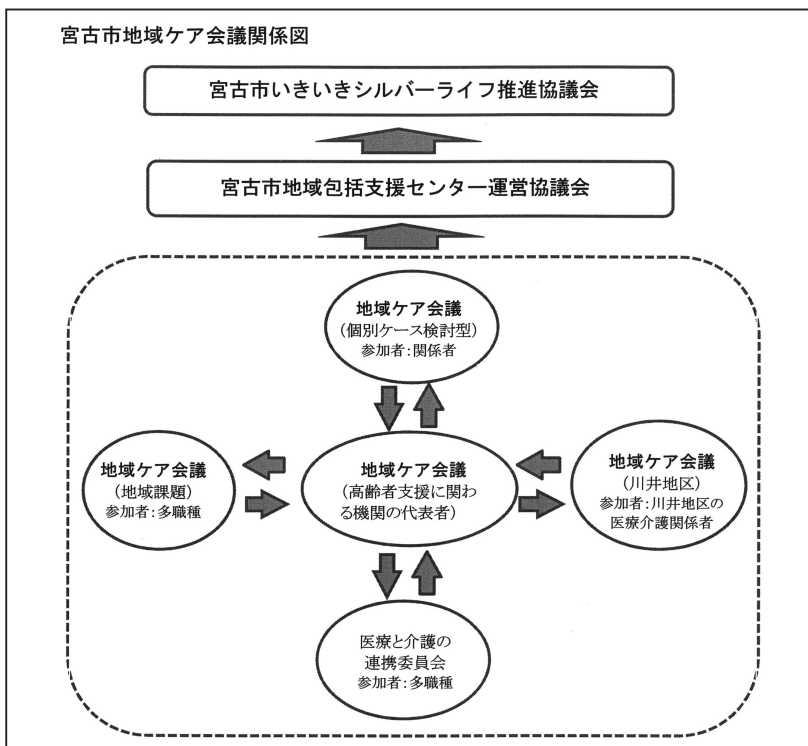 宮古市地域ケア会議関係図
宮古市いきいきシルバーライフ推進協議会
宮古市地域包括支援センター運営協議会
地域ケア会議
(個別ケース検討型)
参加者:関係者
地域ケア会議
(地域課題)
参加者:多職種
地域ケア会議
(高齢者支援に関わ
る機関の代表者)
地域ケア会議
(川井地区)
参加者:川井地区の
医療介護関係者
医療と介護の
連携委員会
参加者:多職種